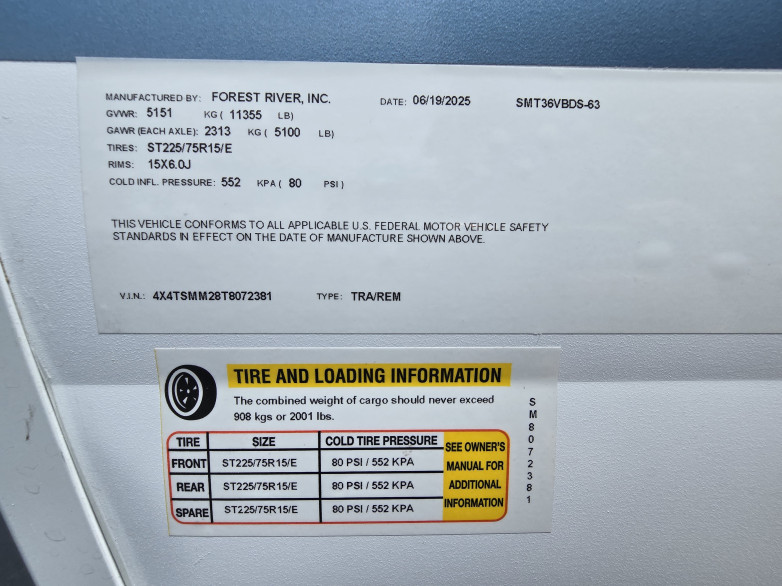 MANUFACTURED BY: FOREST RIVER, INC. DATE: 06/19/2025 SMT36VBDS-63
GVWR: 5151 KG ( 11355 LB)
GAWR (EACH AXLE): 2313 KG ( 5100 LB)
TIRES: ST225/75R15/E
RIMS: 15X6.0J
COLD INFL. PRESSURE: 552 KPA ( 80 PSI )
THIS VEHICLE CONFORMS TO ALL APPLICABLE U.S. FEDERAL MOTOR VEHICLE SAFETY
STANDARDS IN EFFECT ON THE DATE OF MANUFACTURE SHOWN ABOVE.
V.I.N.: 4X4TSMM28T8072381 TYPE: TRA/REM
TIRE AND LOADING INFORMATION
The combined weight of cargo should never exceed
908 kgs or 2001 lbs.
TIRE SIZE COLD TIRE PRESSURE
FRONT ST225/75R15/E 80 PSI / 552 KPA
REAR ST225/75R15/E 80 PSI / 552 KPA
SPARE ST225/75R15/E 80 PSI / 552 KPA
SEE OWNER'S
MANUAL FOR
ADDITIONAL
INFORMATION
SM8072381